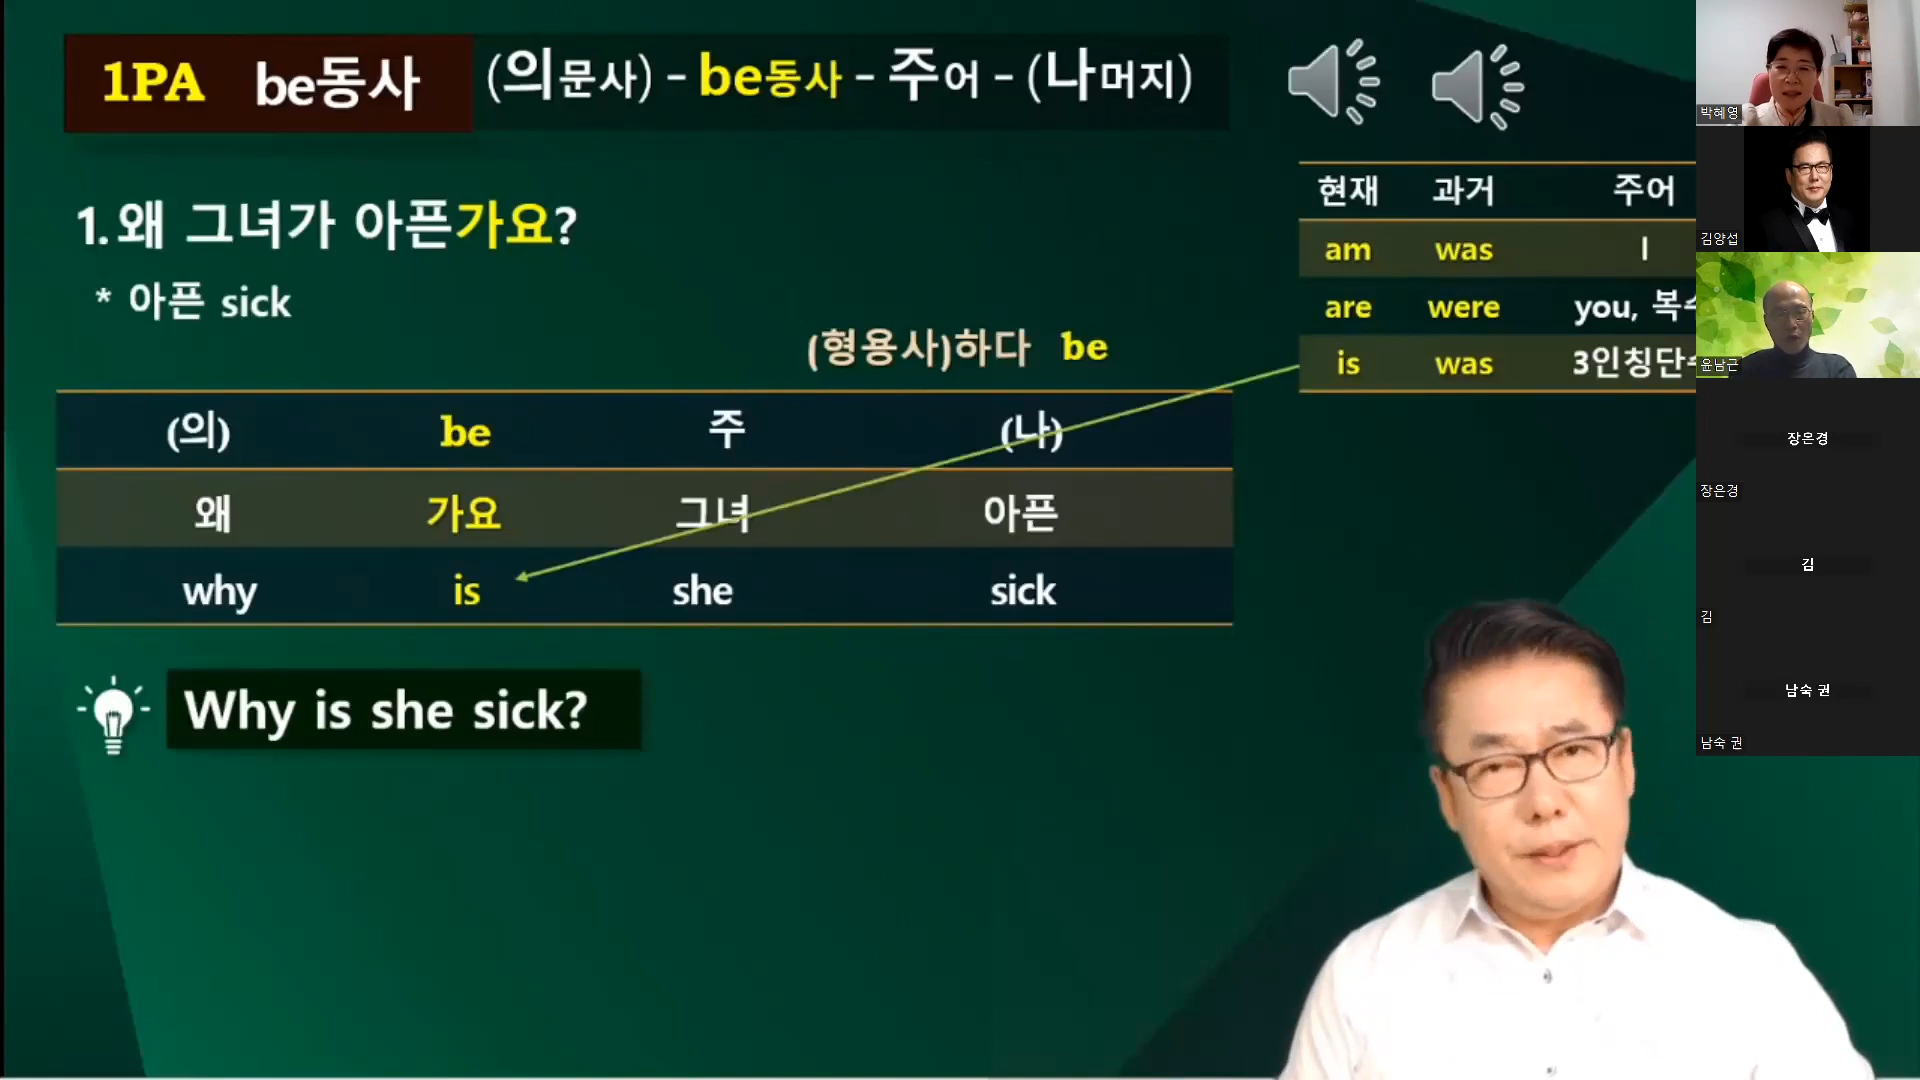 1PA be동사 (의문사) - be동사 - 주어 - (나머지)
1. 왜 그녀가 아픈가요?
* 아픈 sick
(형용사)하다 be
(의) be 주 (나)
왜 가요 그녀 아픈
why is she sick
Why is she sick?
현재 과거 주어
am was I
are were you,
is was
박혜영
김양섭
윤남근
장은경
장은경
김
김
남숙 권
남숙 권